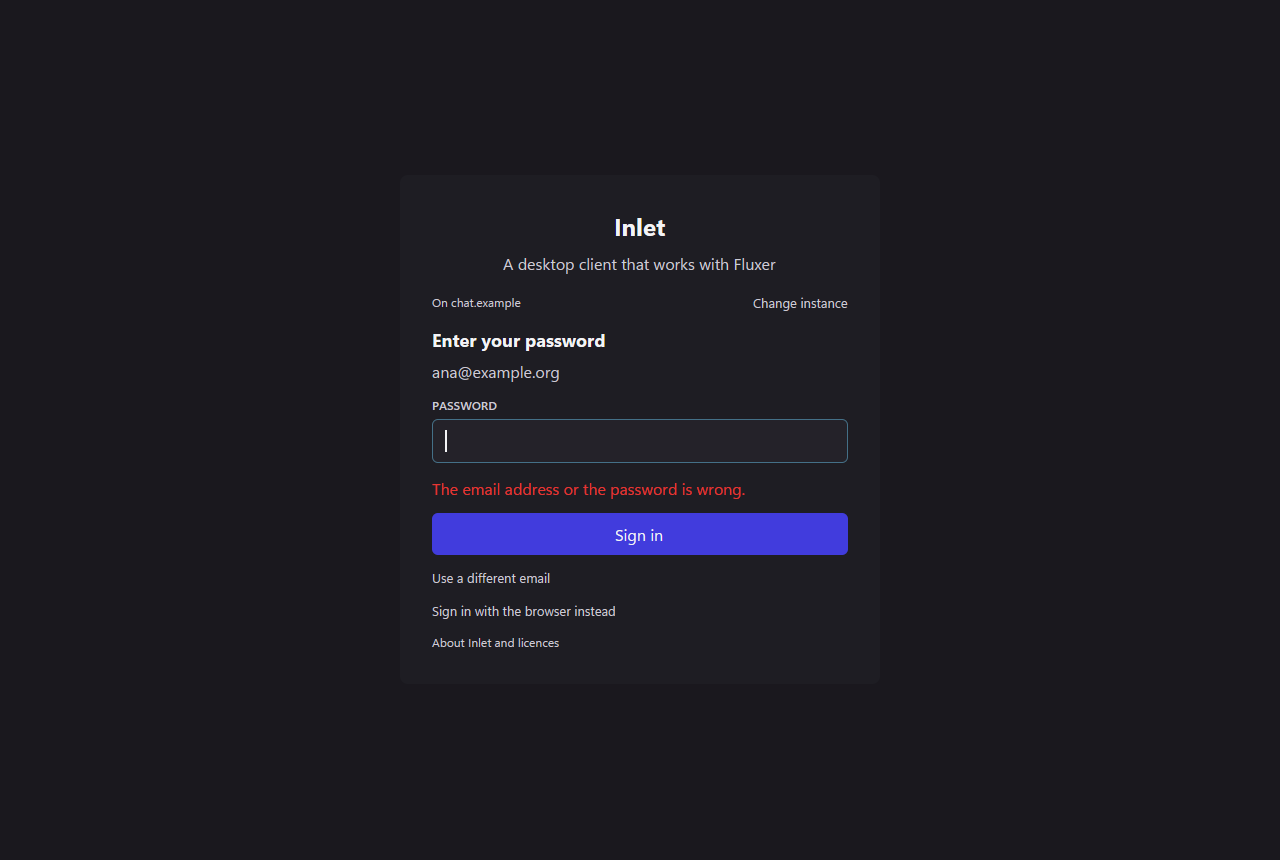 Inlet
A desktop client that works with Fluxer
On chat.example
Change instance
Enter your password
ana@example.org
PASSWORD
The email address or the password is wrong.
Sign in
Use a different email
Sign in with the browser instead
About Inlet and licences